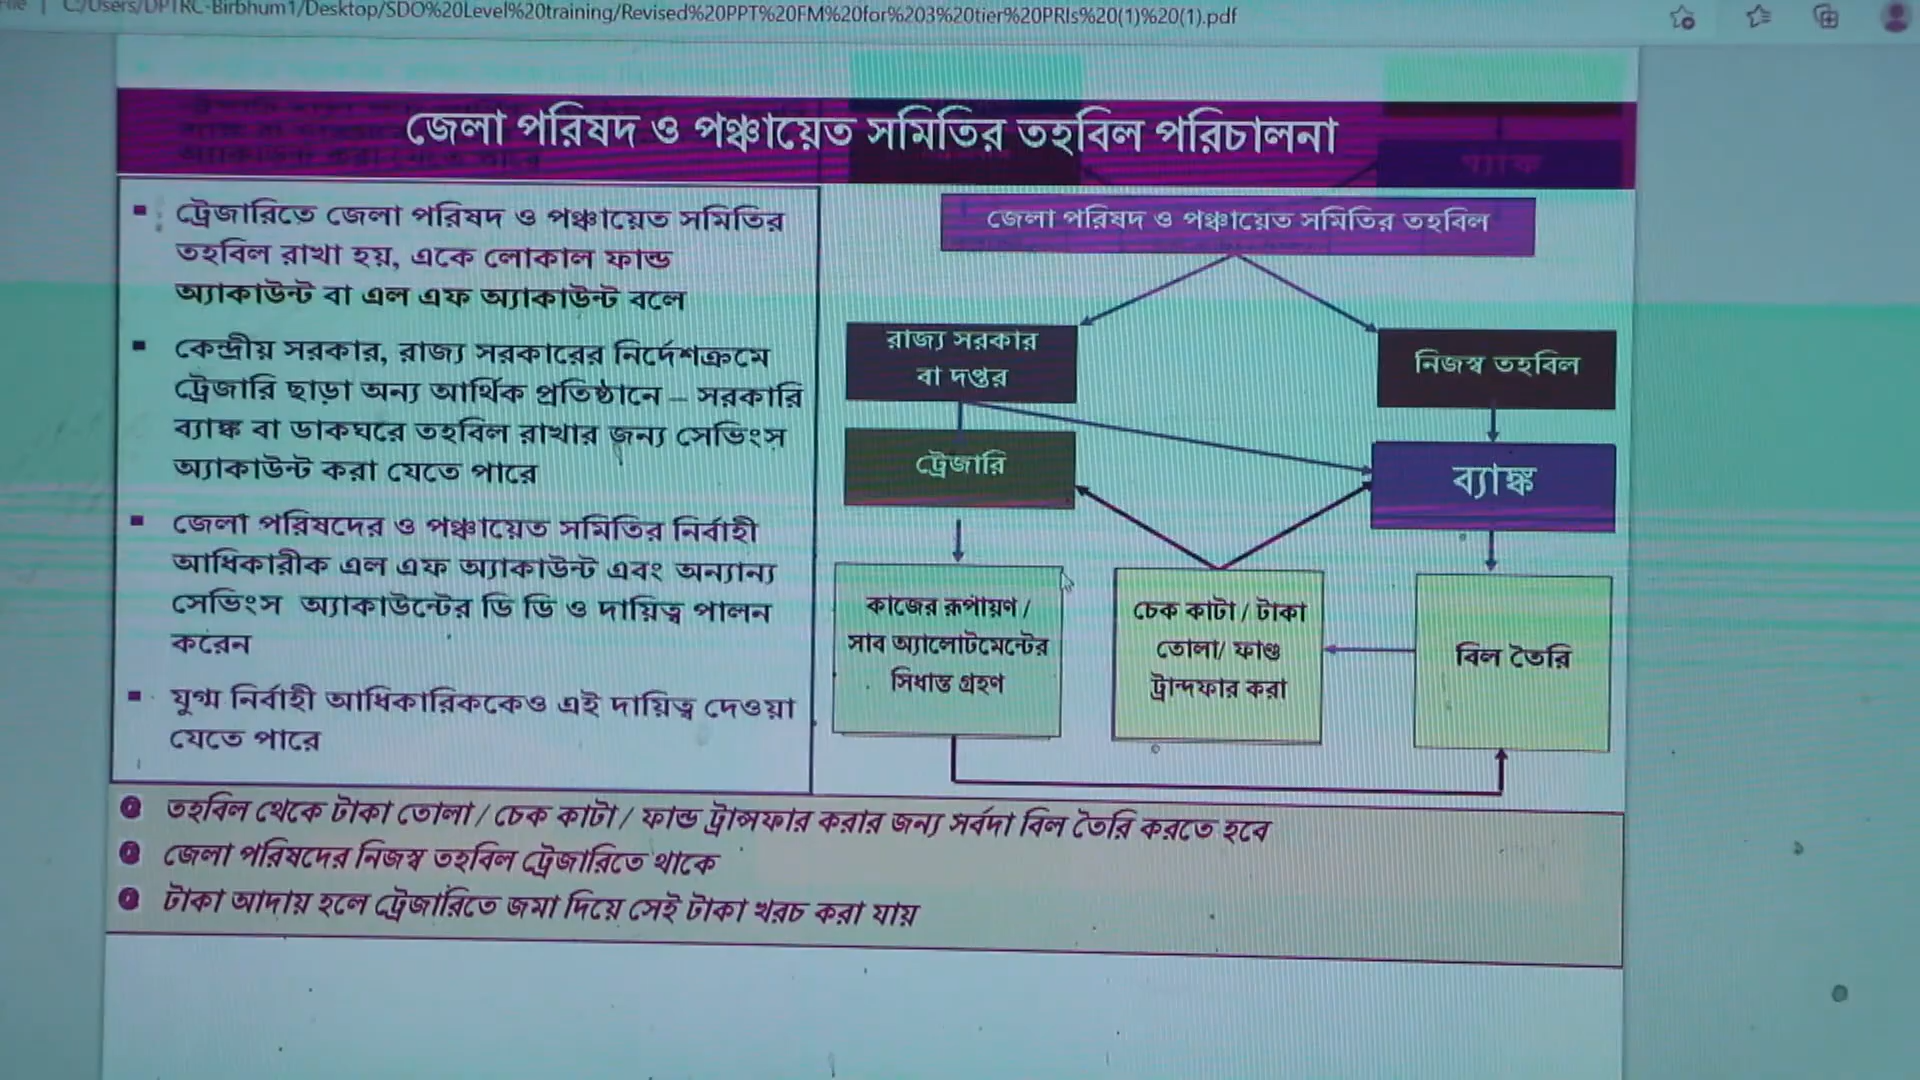 C:/Users/DPTRC-Birbhum1/Desktop/SDO%20Level%20training/Revised%20PPT%20FM%20for%203%20tier%20PRIs%20(1)%20(1).pdf
জেলা পরিষদ ও পঞ্চায়েত সমিতির তহবিল পরিচালনা
▪ ট্রেজারিতে জেলা পরিষদ ও পঞ্চায়েত সমিতির
তহবিল রাখা হয়, একে লোকাল ফান্ড
অ্যাকাউন্ট বা এল এফ অ্যাকাউন্ট বলে
▪ কেন্দ্রীয় সরকার, রাজ্য সরকারের নির্দেশক্রমে
ট্রেজারি ছাড়া অন্য আর্থিক প্রতিষ্ঠানে – সরকারি
ব্যাঙ্ক বা ডাকঘরে তহবিল রাখার জন্য সেভিংস
অ্যাকাউন্ট করা যেতে পারে
▪ জেলা পরিষদের ও পঞ্চায়েত সমিতির নির্বাহী
আধিকারীক এল এফ অ্যাকাউন্ট এবং অন্যান্য
সেভিংস অ্যাকাউন্টের ডি ডি ও দায়িত্ব পালন
করেন
▪ যুগ্ম নির্বাহী আধিকারিককেও এই দায়িত্ব দেওয়া
যেতে পারে
জেলা পরিষদ ও পঞ্চায়েত সমিতির তহবিল
রাজ্য সরকার
বা দপ্তর
নিজস্ব তহবিল
ট্রেজারি
ব্যাঙ্ক
কাজের রূপায়ণ /
সাব অ্যালোটমেন্টের
সিধান্ত গ্রহণ
চেক কাটা / টাকা
তোলা/ ফাণ্ড
ট্রান্সফার করা
বিল তৈরি
তহবিল থেকে টাকা তোলা / চেক কাটা / ফান্ড ট্রান্সফার করার জন্য সর্বদা বিল তৈরি করতে হবে
জেলা পরিষদের নিজস্ব তহবিল ট্রেজারিতে থাকে
টাকা আদায় হলে ট্রেজারিতে জমা দিয়ে সেই টাকা খরচ করা যায়